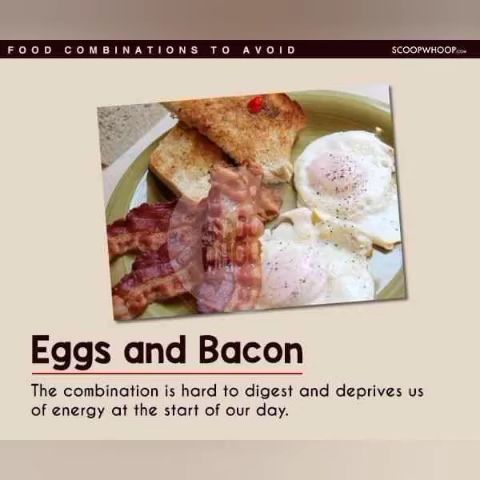 FOOD COMBINATIONS TO AVOID
SCOOPWHOOP.COM
Eggs and Bacon
The combination is hard to digest and deprives us
of energy at the start of our day.